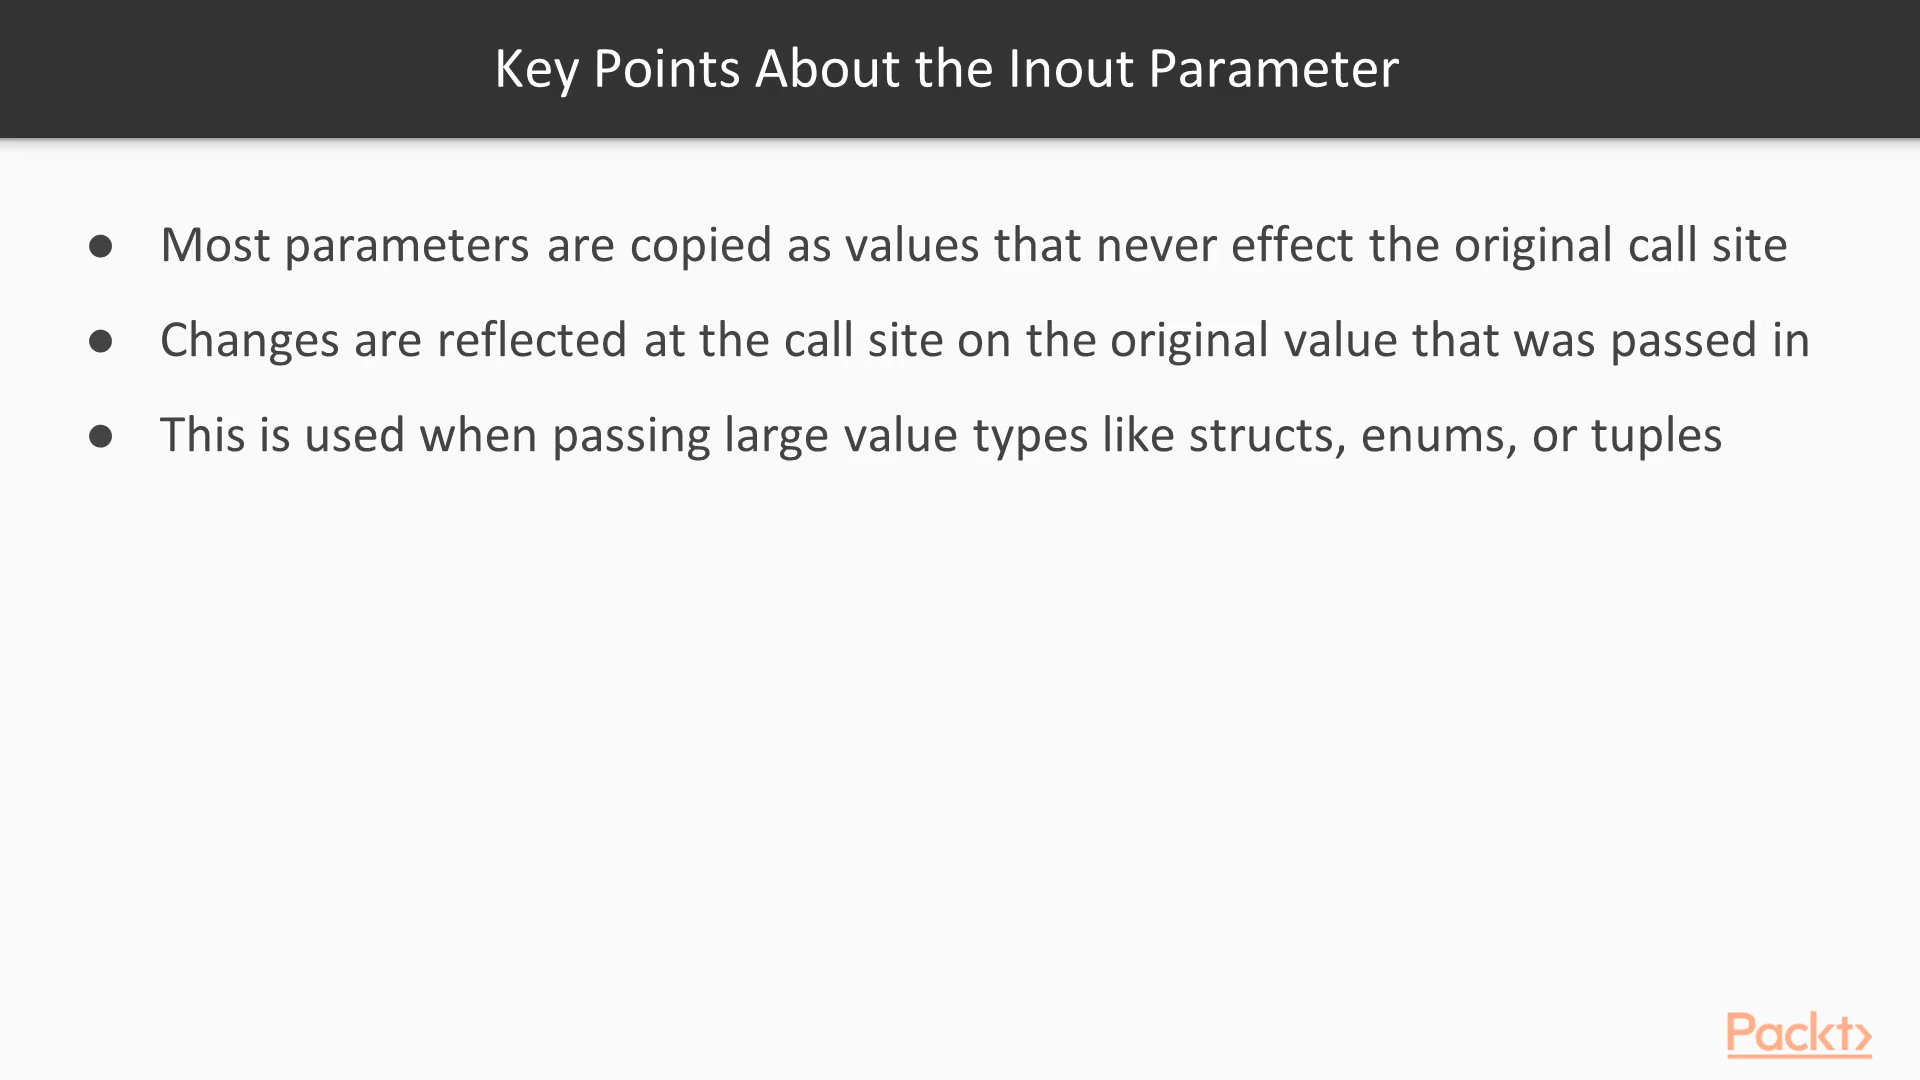 Key Points About the Inout Parameter
● Most parameters are copied as values that never effect the original call site
● Changes are reflected at the call site on the original value that was passed in
● This is used when passing large value types like structs, enums, or tuples
Packt>